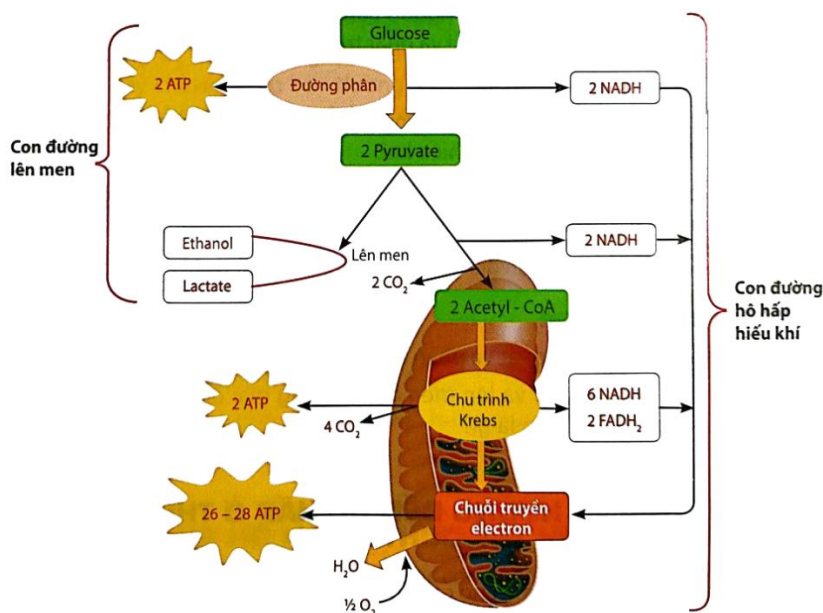 Glucose
2 ATP
Đường phân
2 NADH
Con đường
lên men
2 Pyruvate
Ethanol
Lên men
Lactate
2 NADH
2 CO₂
2 Acetyl - CoA
Con đường
hô hấp
hiếu khí
2 ATP
Chu trình
Krebs
4 CO₂
6 NADH
2 FADH₂
26 – 28 ATP
Chuỗi truyền
electron
H₂O
½ O₂